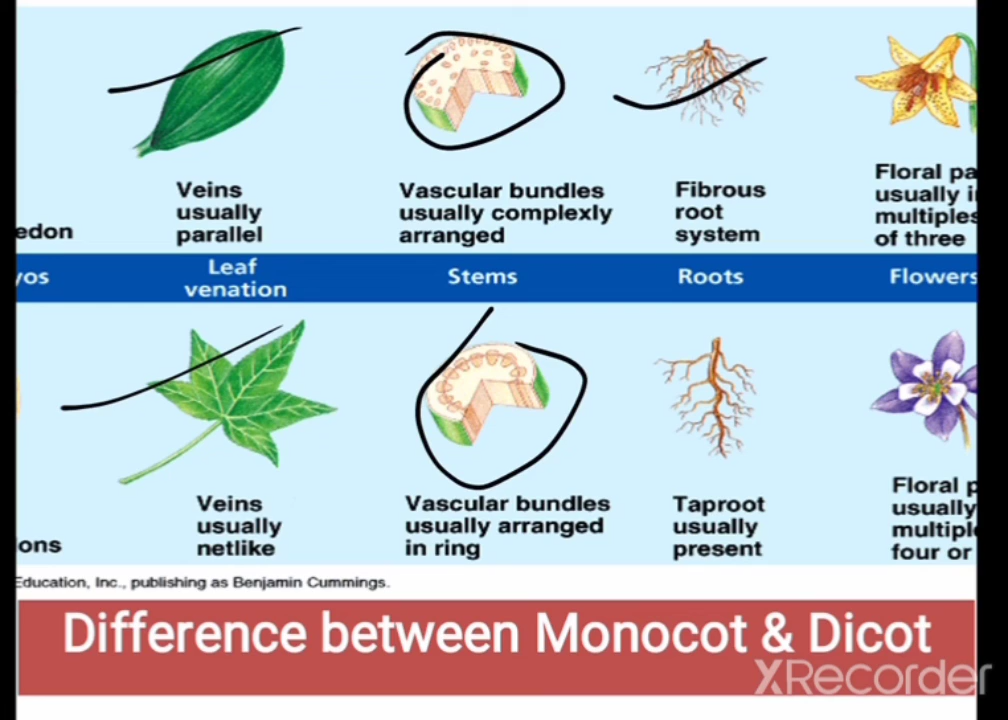 Veins
usually
parallel
Vascular bundles
usually complexly
arranged
Fibrous
root
system
Floral pa
usually i
multiples
of three
edon
yos
Leaf
venation
Stems
Roots
Flowers
Veins
usually
netlike
Vascular bundles
usually arranged
in ring
Taproot
usually
present
Floral p
usually
multiple
four or
ions
Education, Inc., publishing as Benjamin Cummings.
Difference between Monocot & Dicot
XRecorder